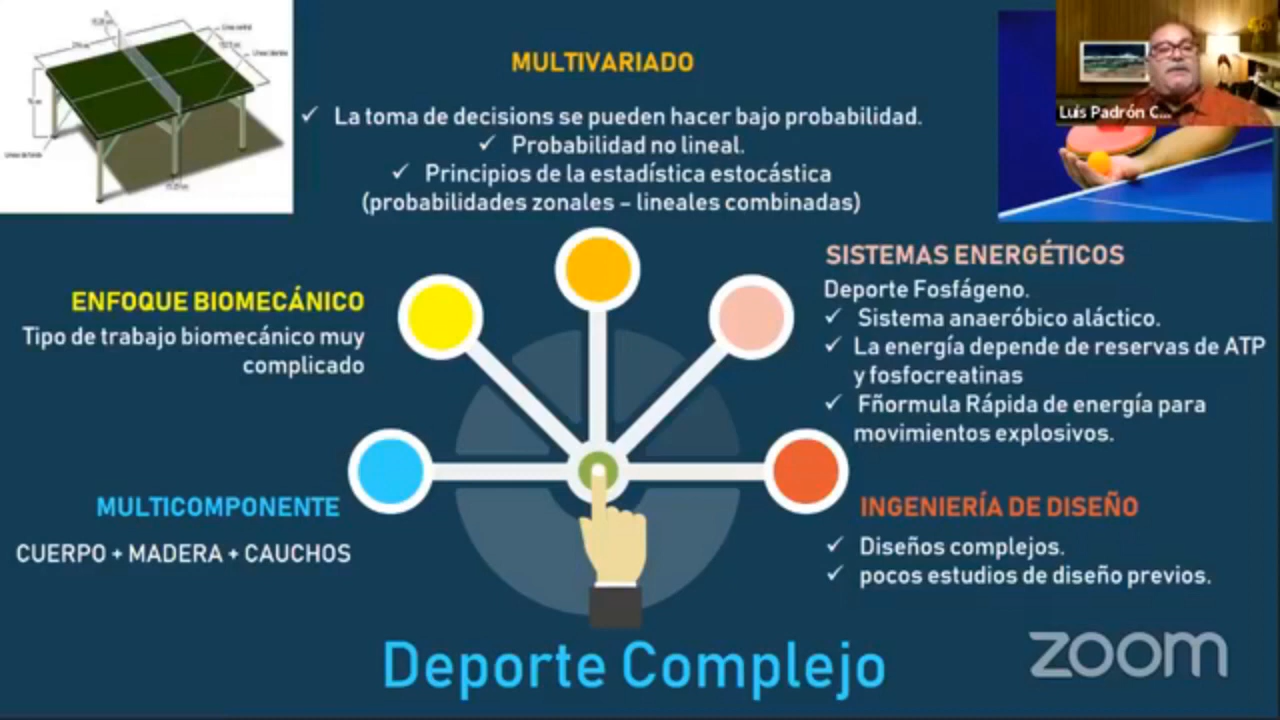 MULTIVARIADO
✓ La toma de decisions se pueden hacer bajo probabilidad.
✓ Probabilidad no lineal.
✓ Principios de la estadística estocástica
(probabilidades zonales – lineales combinadas)
Luis Padrón C...
ENFOQUE BIOMECÁNICO
Tipo de trabajo biomecánico muy
complicado
SISTEMAS ENERGÉTICOS
Deporte Fosfágeno.
✓ Sistema anaeróbico aláctico.
✓ La energía depende de reservas de ATP
y fosfocreatinas
✓ Fñormula Rápida de energía para
movimientos explosivos.
MULTICOMPONENTE
CUERPO + MADERA + CAUCHOS
INGENIERÍA DE DISEÑO
✓ Diseños complejos.
✓ pocos estudios de diseño previos.
Deporte Complejo
zoom